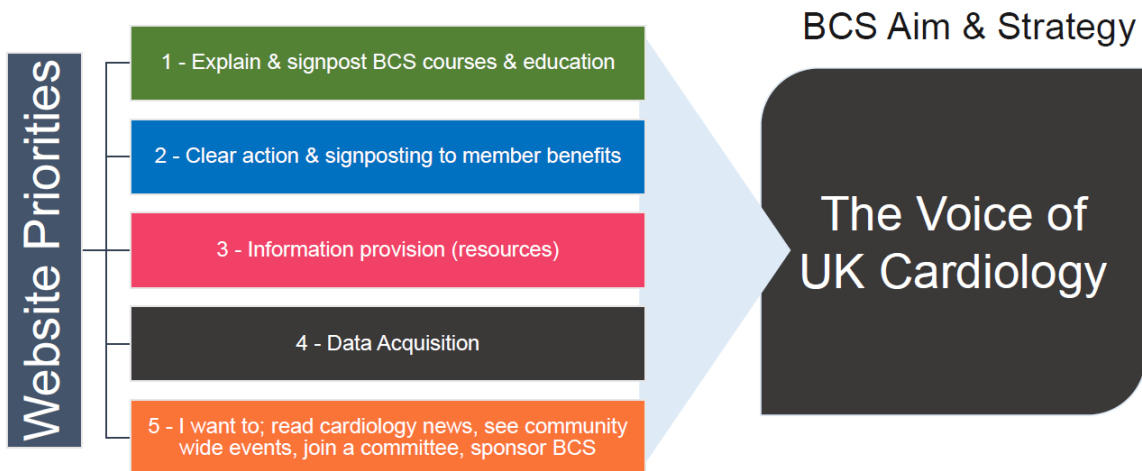 Website Priorities
1 - Explain & signpost BCS courses & education
2 - Clear action & signposting to member benefits
3 - Information provision (resources)
4 - Data Acquisition
5 - I want to; read cardiology news, see community
wide events, join a committee, sponsor BCS
BCS Aim & Strategy
The Voice of
UK Cardiology